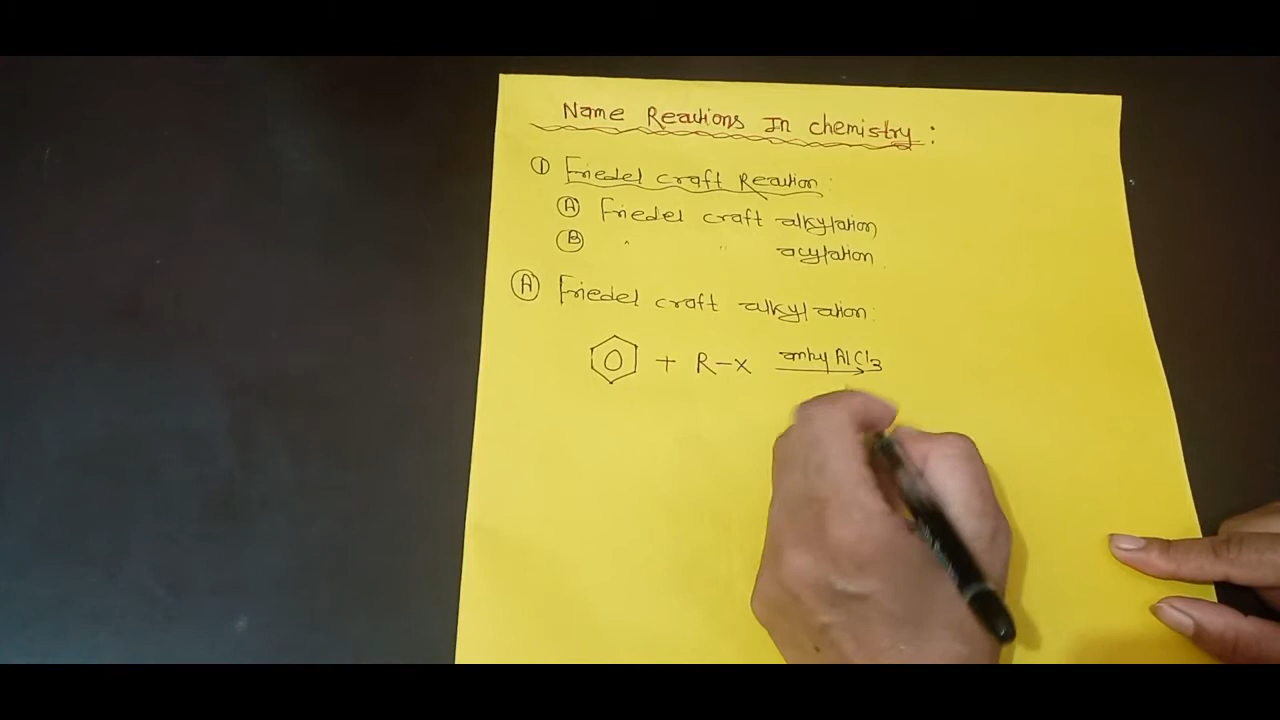 Name Reactions In chemistry:
① Friedel craft Reaction:
Ⓐ Friedel craft alkylation
Ⓑ " " acylation.
Ⓐ Friedel craft alkylation:
+ R-X anhy AlCl3